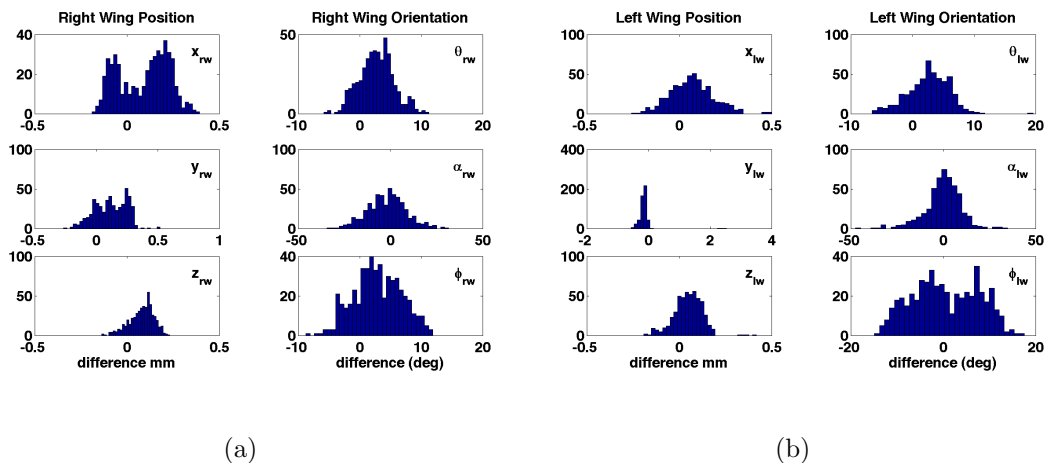 Right Wing Position
Right Wing Orientation
Left Wing Position
Left Wing Orientation
40
20
0
-0.5 0 0.5
x_rw
50
0
-10 0 10 20
θ_rw
100
50
0
-0.5 0 0.5
x_lw
100
50
0
-10 0 10 20
θ_lw
100
50
0
-1 0 1
y_rw
100
50
0
-50 0 50
α_rw
400
200
0
-2 0 2 4
y_lw
100
50
0
-50 0 50
α_lw
100
50
0
-0.5 0 0.5
z_rw
difference mm
40
20
0
-10 0 10 20
ϕ_rw
difference (deg)
100
50
0
-0.5 0 0.5
z_lw
difference mm
40
20
0
-20 0 20
ϕ_lw
difference (deg)
(a)
(b)